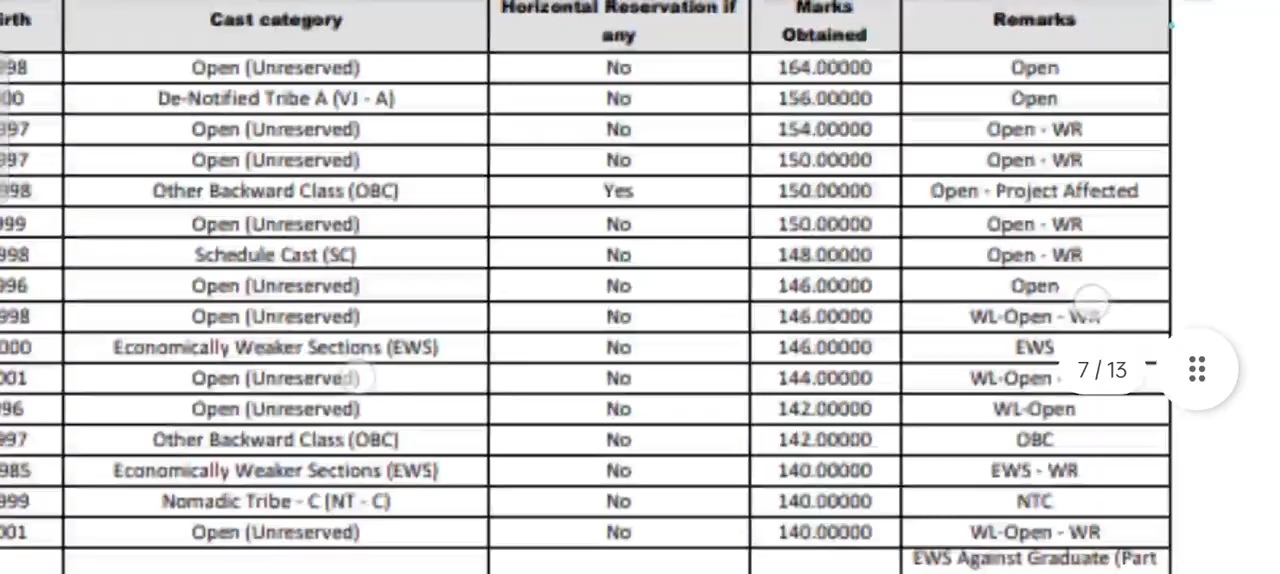 irth Cast category Horizontal Reservation if any Marks Obtained Remarks
998 Open (Unreserved) No 164.00000 Open
00 De-Notified Tribe A (VJ - A) No 156.00000 Open
997 Open (Unreserved) No 154.00000 Open - WR
997 Open (Unreserved) No 150.00000 Open - WR
998 Other Backward Class (OBC) Yes 150.00000 Open - Project Affected
999 Open (Unreserved) No 150.00000 Open - WR
998 Schedule Cast (SC) No 148.00000 Open - WR
996 Open (Unreserved) No 146.00000 Open
998 Open (Unreserved) No 146.00000 WL-Open - WR
000 Economically Weaker Sections (EWS) No 146.00000 EWS
001 Open (Unreserved) No 144.00000 WL-Open -
7 / 13
96 Open (Unreserved) No 142.00000 WL-Open
997 Other Backward Class (OBC) No 142.00000 OBC
985 Economically Weaker Sections (EWS) No 140.00000 EWS - WR
999 Nomadic Tribe - C (NT - C) No 140.00000 NTC
001 Open (Unreserved) No 140.00000 WL-Open - WR
EWS Against Graduate (Part